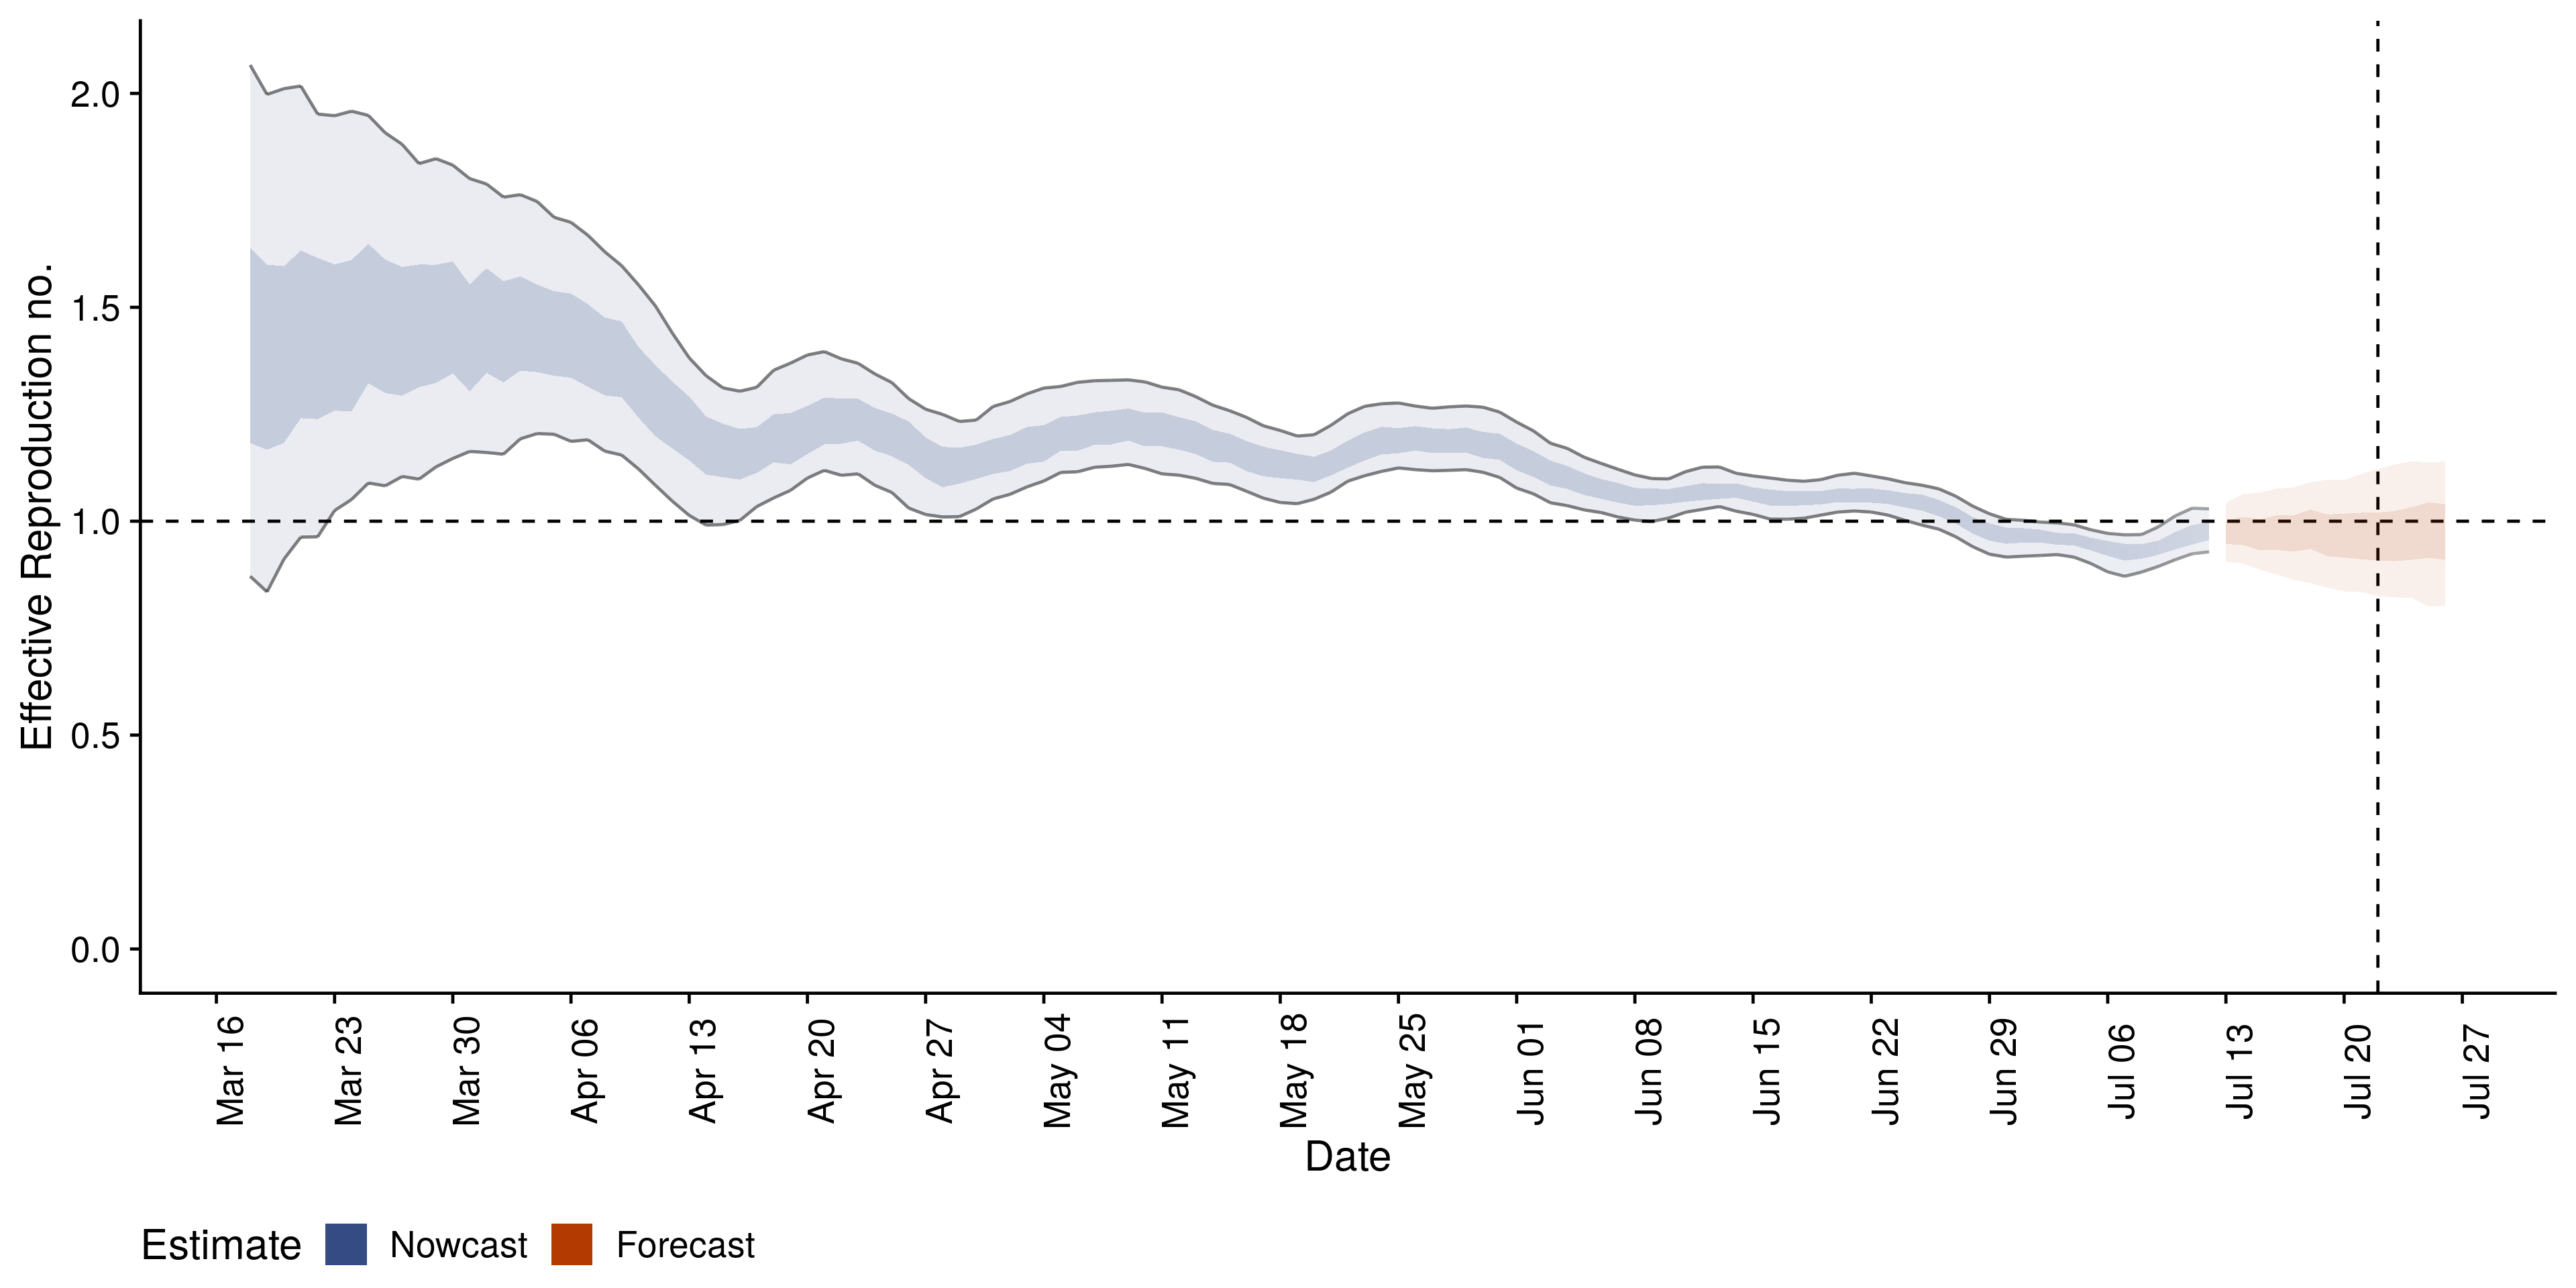 Effective Reproduction no.
2.0
1.5
1.0
0.5
0.0
Mar 16
Mar 23
Mar 30
Apr 06
Apr 13
Apr 20
Apr 27
May 04
May 11
May 18
May 25
Jun 01
Jun 08
Jun 15
Jun 22
Jun 29
Jul 06
Jul 13
Jul 20
Jul 27
Date
Estimate Nowcast Forecast